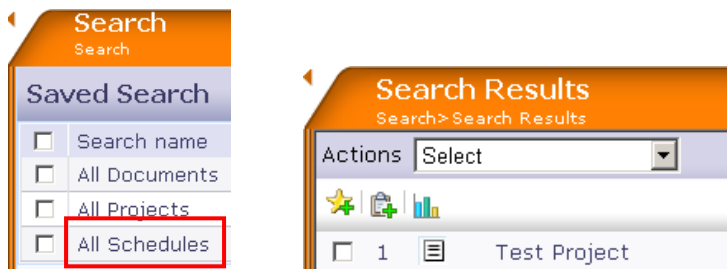 Search
Search
Saved Search
Search name
All Documents
All Projects
All Schedules
Search Results
Search>Search Results
Actions Select
1 Test Project